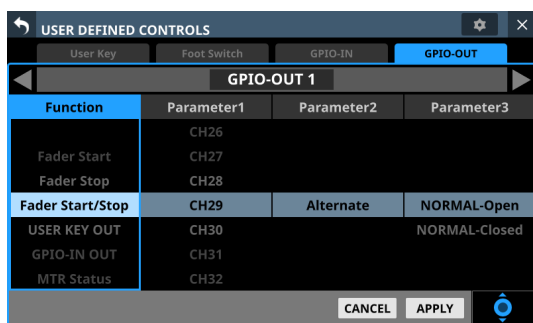 USER DEFINED CONTROLS
User Key Foot Switch GPIO-IN GPIO-OUT
GPIO-OUT 1
Function Parameter1 Parameter2 Parameter3
CH26
Fader Start CH27
Fader Stop CH28
Fader Start/Stop CH29 Alternate NORMAL-Open
USER KEY OUT CH30 NORMAL-Closed
GPIO-IN OUT CH31
MTR Status CH32
CANCEL APPLY